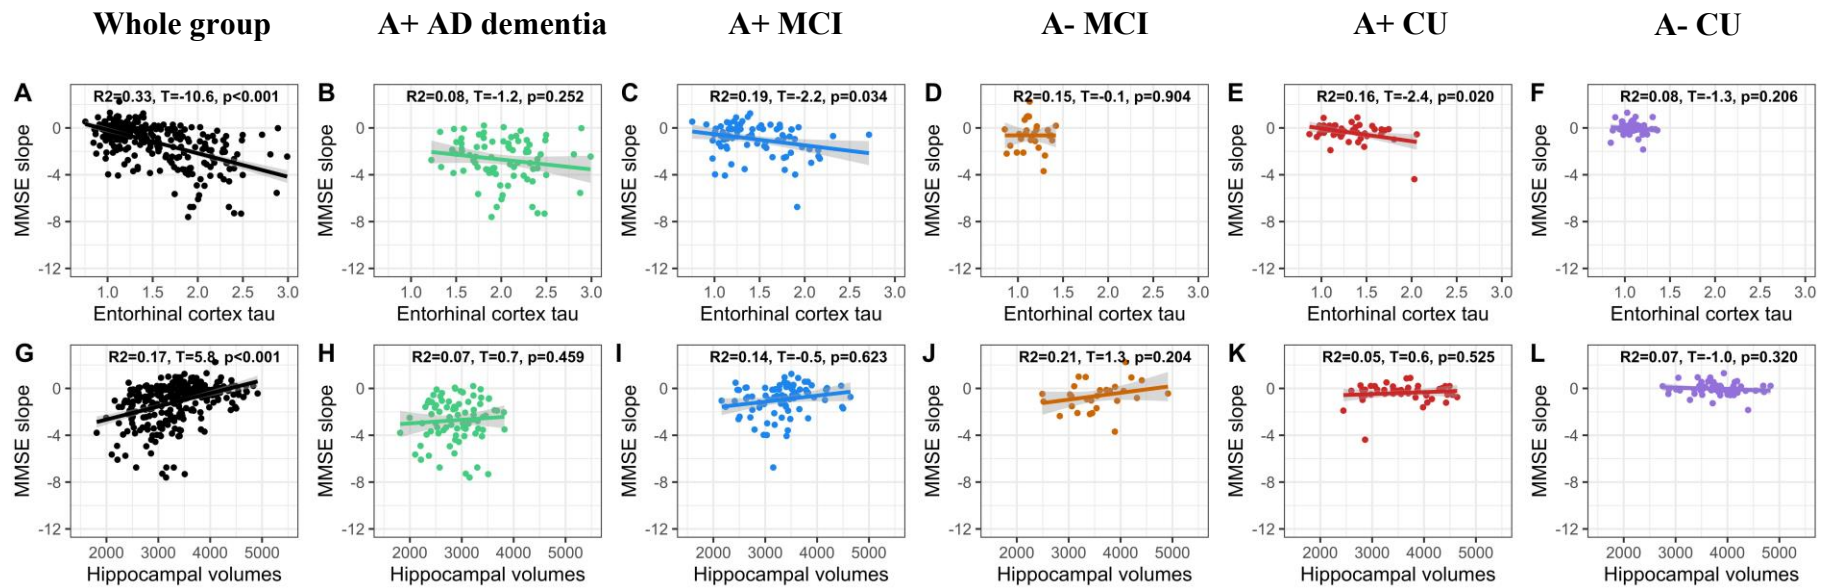 Whole group
A+ AD dementia
A+ MCI
A- MCI
A+ CU
A- CU
A
R2=0.33, T=-10.6, p<0.001
MMSE slope
0
-4
-8
-12
1.0 1.5 2.0 2.5 3.0
Entorhinal cortex tau
B
R2=0.08, T=-1.2, p=0.252
MMSE slope
0
-4
-8
-12
1.0 1.5 2.0 2.5 3.0
Entorhinal cortex tau
C
R2=0.19, T=-2.2, p=0.034
MMSE slope
0
-4
-8
-12
1.0 1.5 2.0 2.5 3.0
Entorhinal cortex tau
D
R2=0.15, T=-0.1, p=0.904
MMSE slope
0
-4
-8
-12
1.0 1.5 2.0 2.5 3.0
Entorhinal cortex tau
E
R2=0.16, T=-2.4, p=0.020
MMSE slope
0
-4
-8
-12
1.0 1.5 2.0 2.5 3.0
Entorhinal cortex tau
F
R2=0.08, T=-1.3, p=0.206
MMSE slope
0
-4
-8
-12
1.0 1.5 2.0 2.5 3.0
Entorhinal cortex tau
G
R2=0.17, T=5.8, p<0.001
MMSE slope
0
-4
-8
-12
2000 3000 4000 5000
Hippocampal volumes
H
R2=0.07, T=0.7, p=0.459
MMSE slope
0
-4
-8
-12
2000 3000 4000 5000
Hippocampal volumes
I
R2=0.14, T=-0.5, p=0.623
MMSE slope
0
-4
-8
-12
2000 3000 4000 5000
Hippocampal volumes
J
R2=0.21, T=1.3, p=0.204
MMSE slope
0
-4
-8
-12
2000 3000 4000 5000
Hippocampal volumes
K
R2=0.05, T=0.6, p=0.525
MMSE slope
0
-4
-8
-12
2000 3000 4000 5000
Hippocampal volumes
L
R2=0.07, T=-1.0, p=0.320
MMSE slope
0
-4
-8
-12
2000 3000 4000 5000
Hippocampal volumes